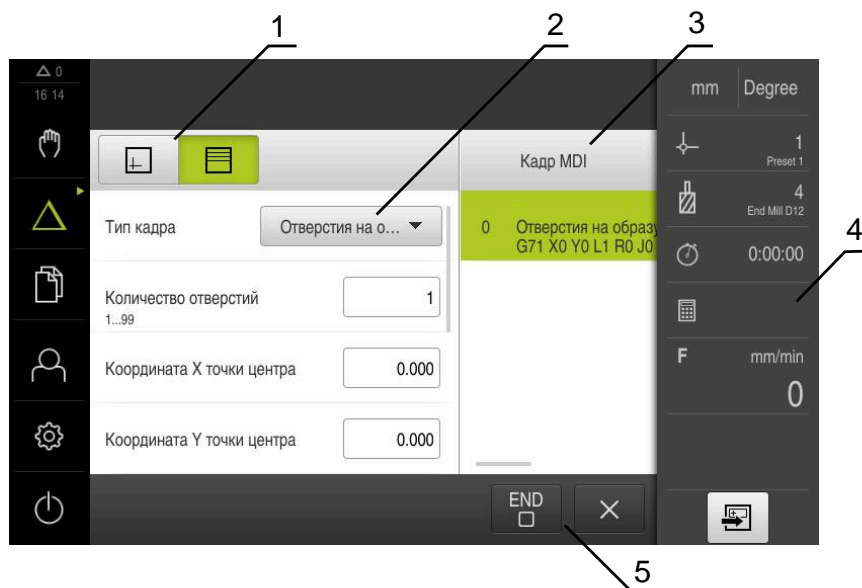 1
2
3
0
16 14
mm Degree
1
Preset 1
Кадр MDI
4
End Mill D12
Тип кадра
Отверстия на о...
0 Отверстия на образу
G71 X0 Y0 L1 R0 J0
4
0:00:00
Количество отверстий
1...99
1
F mm/min
0
Координата X точки центра
0.000
Координата Y точки центра
0.000
END
5